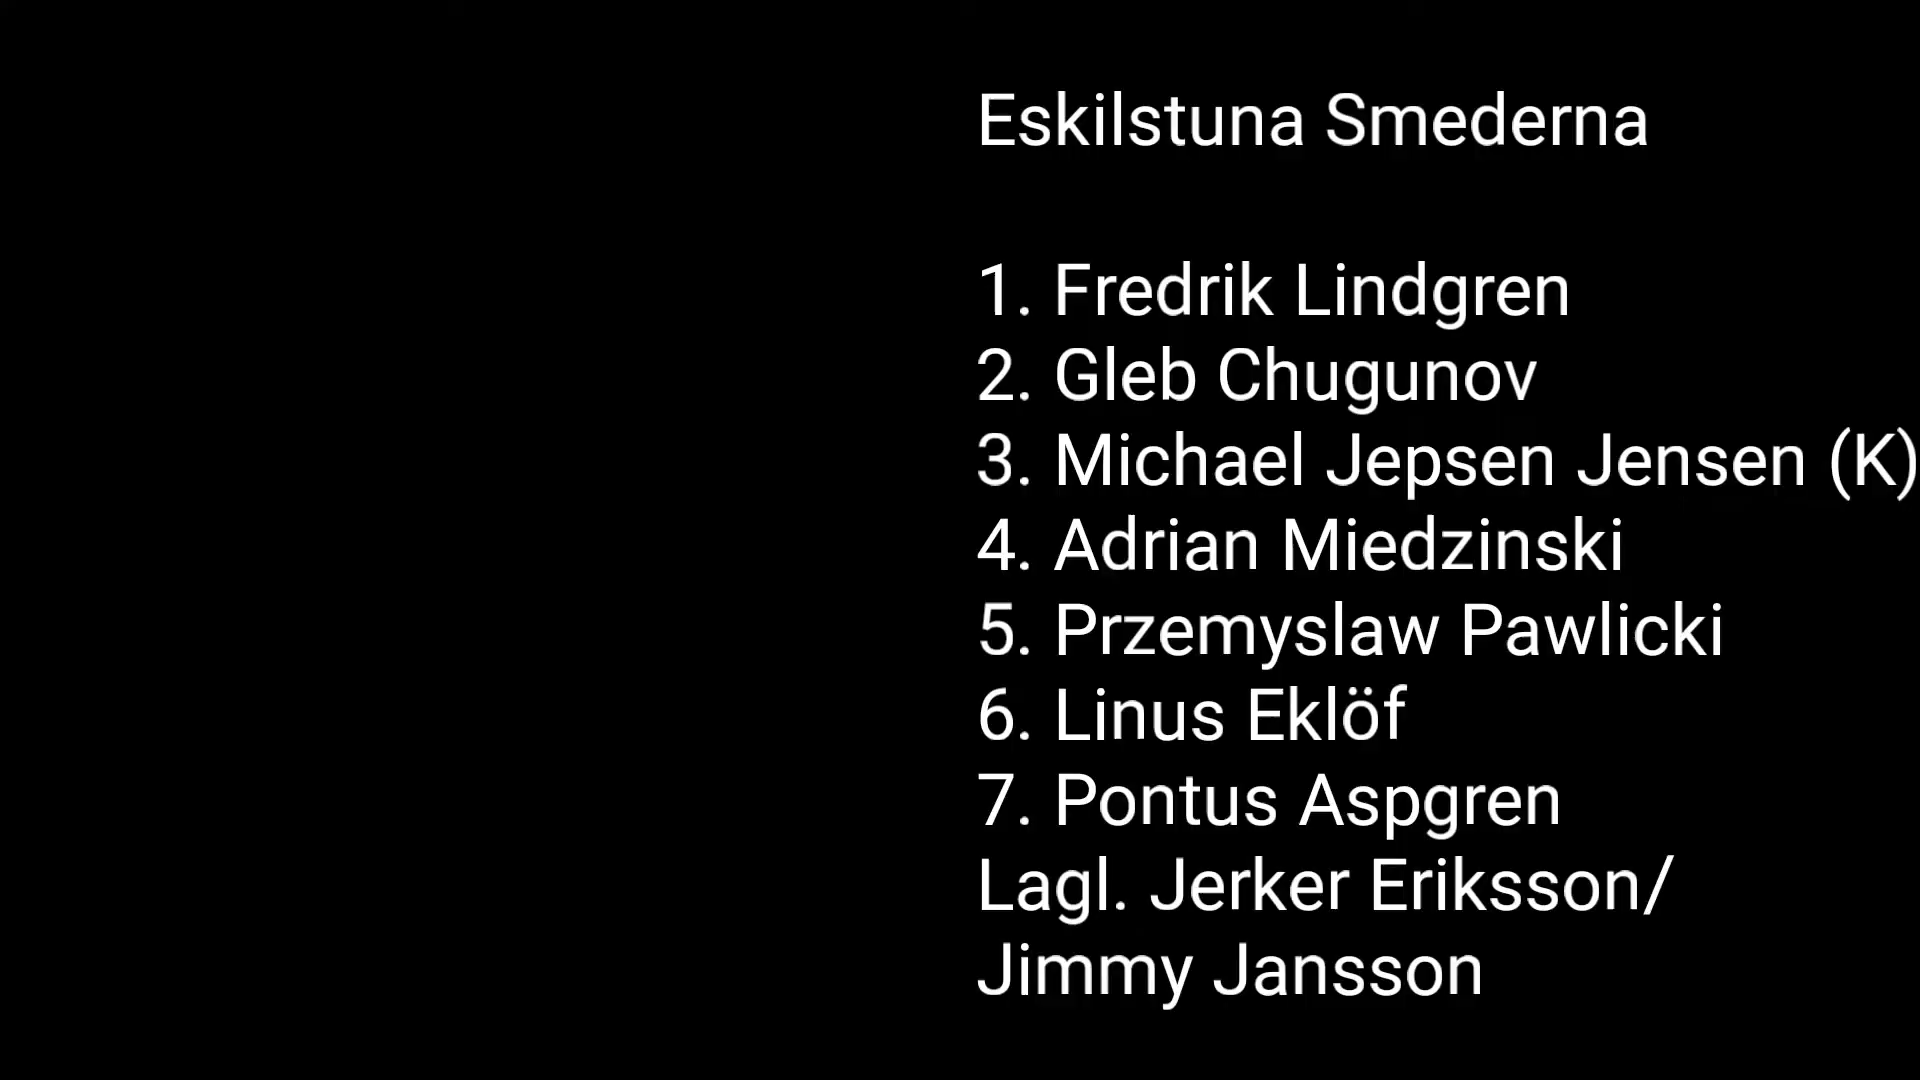 Eskilstuna Smederna
1. Fredrik Lindgren
2. Gleb Chugunov
3. Michael Jepsen Jensen (K)
4. Adrian Miedzinski
5. Przemyslaw Pawlicki
6. Linus Eklöf
7. Pontus Aspgren
Lagl. Jerker Eriksson/
Jimmy Jansson